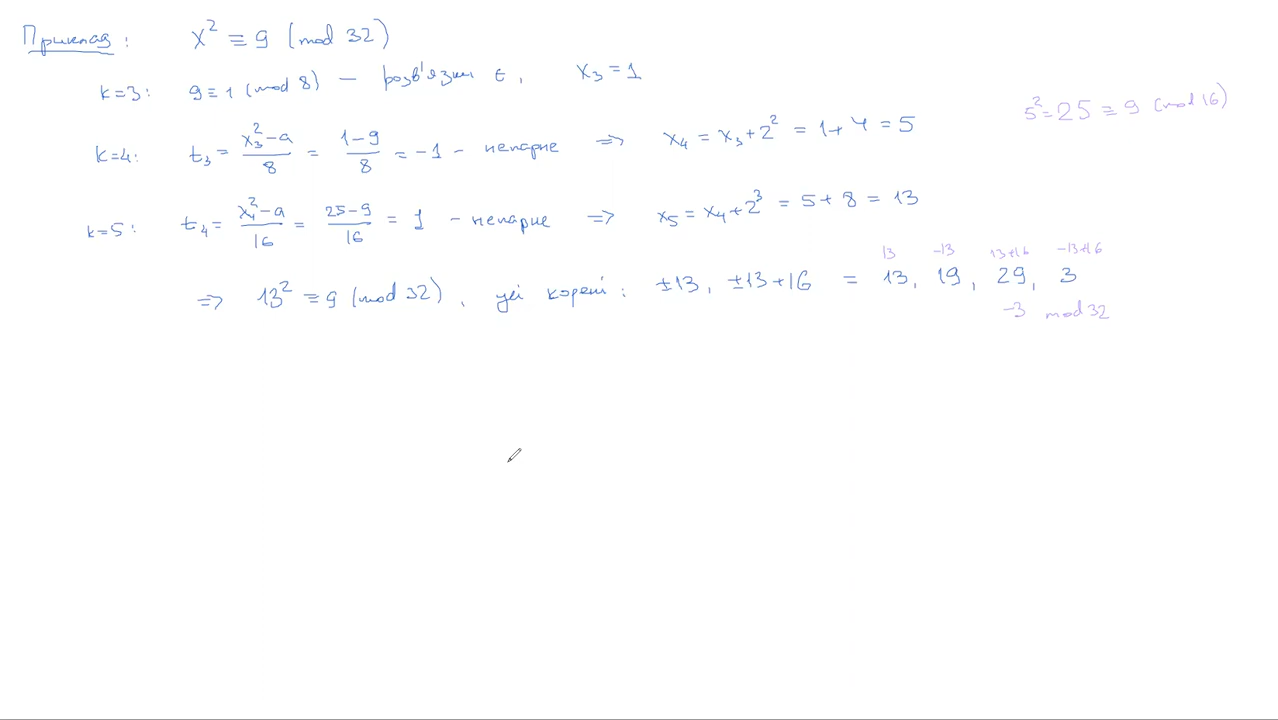 Приклад: x² ≡ 9 (mod 32)
k=3: 9 ≡ 1 (mod 8) — розв'язки є, x₃ = 1
5² = 25 ≡ 9 (mod 16)
k=4: t₃ = (x₃² − a)/8 = (1−9)/8 = −1 - непарне ⇒ x₄ = x₃ + 2² = 1 + 4 = 5
k=5: t₄ = (x₄² − a)/16 = (25−9)/16 = 1 - непарне ⇒ x₅ = x₄ + 2³ = 5 + 8 = 13
13 −13 13+16 −13+16
⇒ 13² ≡ 9 (mod 32), усі корені: ±13, ±13+16 = 13, 19, 29, 3
−3 mod 32